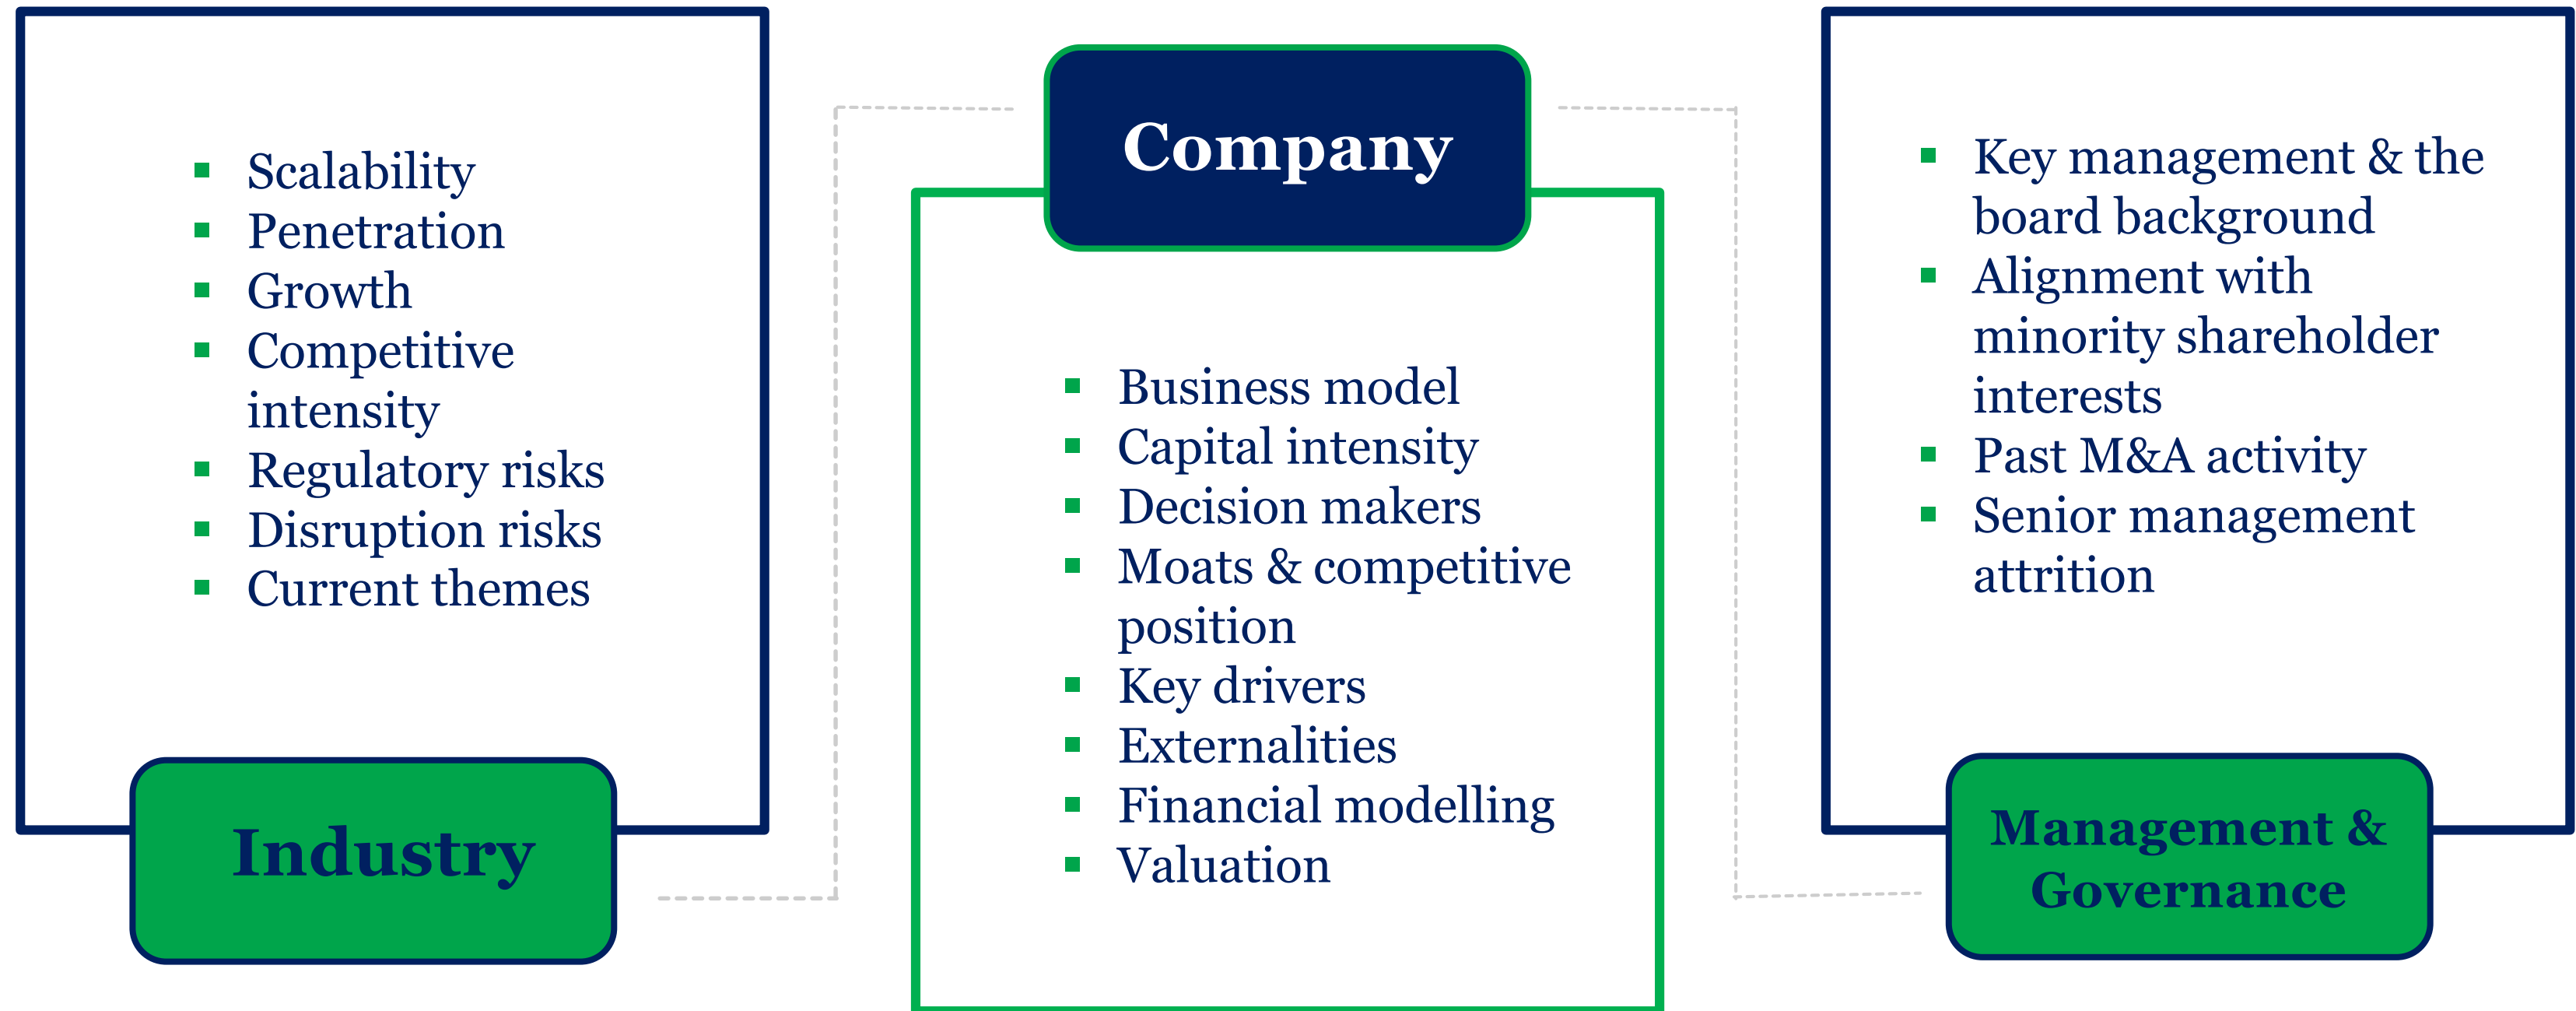 Scalability
Penetration
Growth
Competitive
intensity
Regulatory risks
Disruption risks
Current themes
Industry
Company
Business model
Capital intensity
Decision makers
Moats & competitive
position
Key drivers
Externalities
Financial modelling
Valuation
Key management & the
board background
Alignment with
minority shareholder
interests
Past M&A activity
Senior management
attrition
Management &
Governance